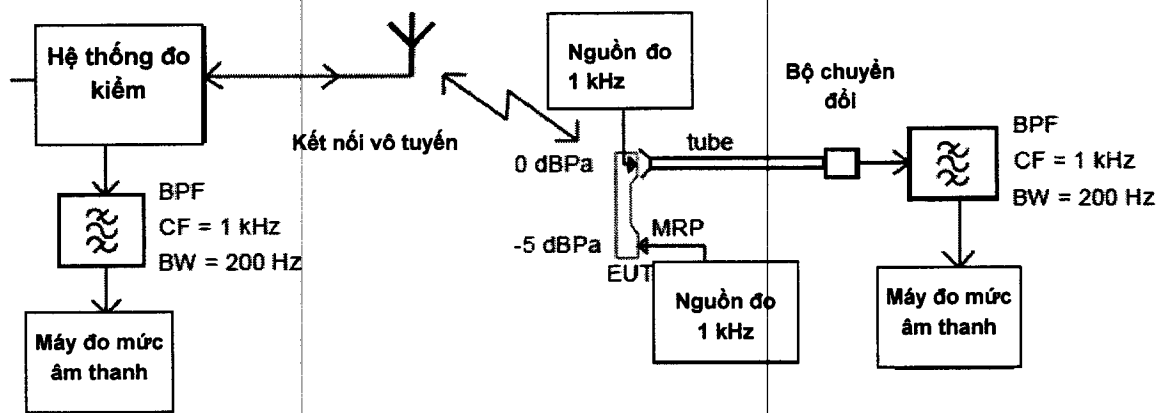 Hệ thống đo
kiểm
Kết nối vô tuyến
BPF
CF = 1 kHz
BW = 200 Hz
Máy đo mức
âm thanh
Nguồn đo
1 kHz
0 dBPa
tube
-5 dBPa
MRP
EUT
Nguồn đo
1 kHz
Bộ chuyển
đổi
BPF
CF = 1 kHz
BW = 200 Hz
Máy đo mức
âm thanh